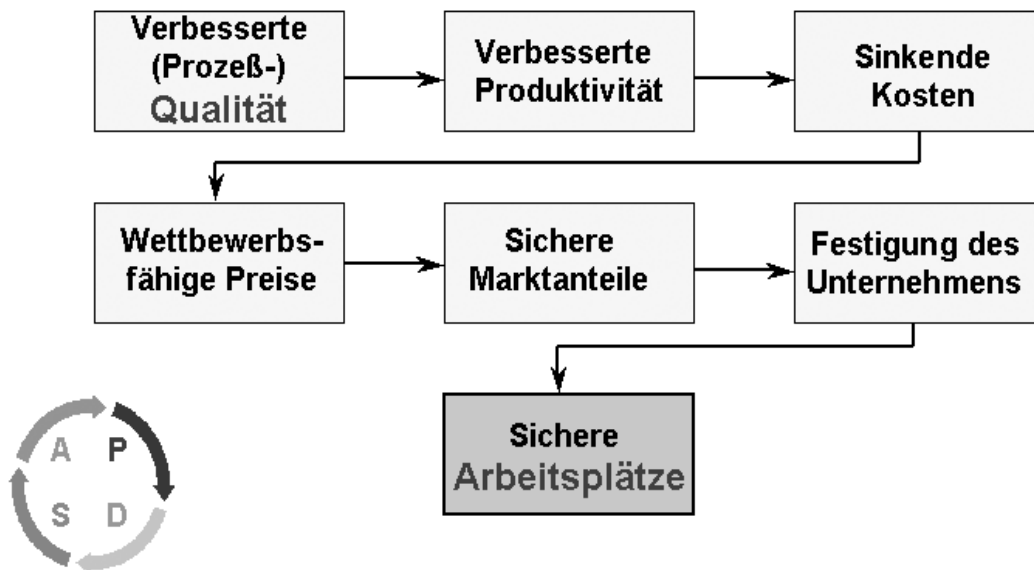 Verbesserte
(Prozeß-)
Qualität
Verbesserte
Produktivität
Sinkende
Kosten
Wettbewerbs-
fähige Preise
Sichere
Marktanteile
Festigung des
Unternehmens
Sichere
Arbeitsplätze
A P
S D